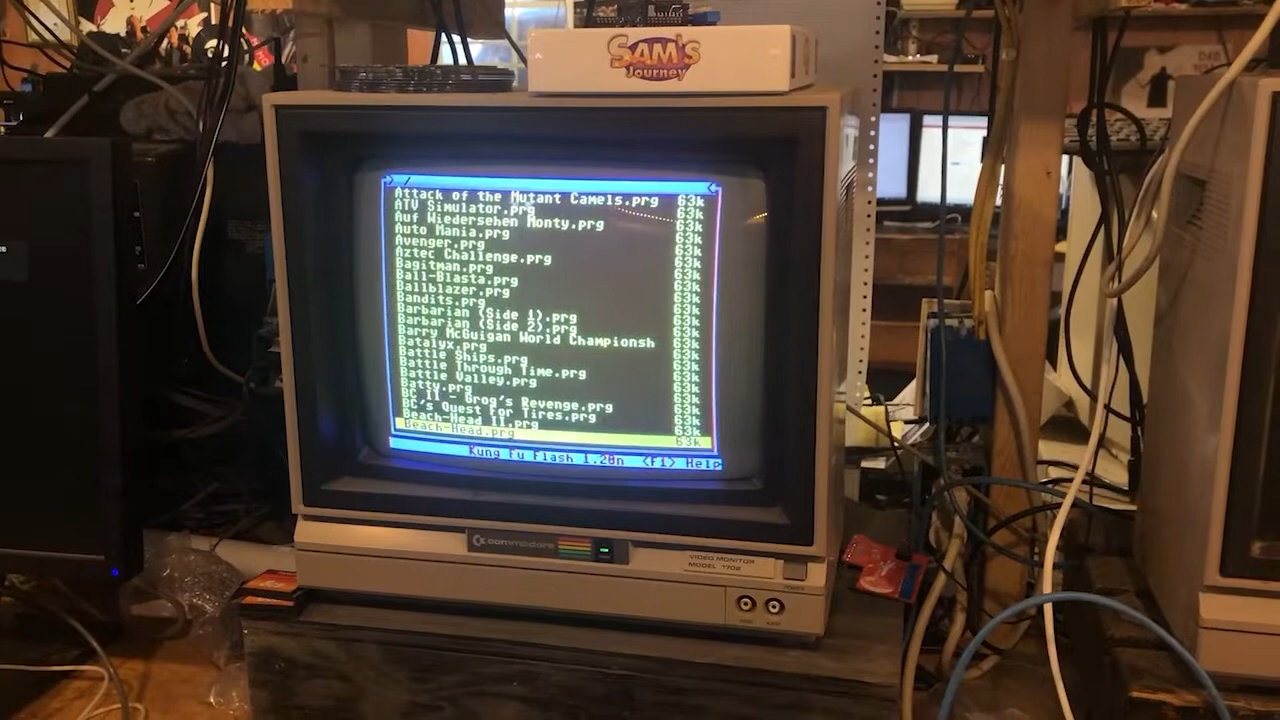 SAM'S
Journey
Attack of the Mutant Camels.prg 63k
ATV Simulator.prg 63k
Auf Wiedersehen Monty.prg 63k
Auto Mania.prg 63k
Avenger.prg 63k
Aztec Challenge.prg 63k
Bagitman.prg 63k
Ball-Blasta.prg 63k
Ballblazer.prg 63k
Bandits.prg 63k
Barbarian (Side 1).prg 63k
Barbarian (Side 2).prg 63k
Barry McGuigan World Championsh 63k
Batalyx.prg 63k
Battle Ships.prg 63k
Battle Through Time.prg 63k
Battle Valley.prg 63k
Batty.prg 63k
BC II - Grog's Revenge.prg 63k
BC's Quest For Tires.prg 63k
Beach-Head II.prg 63k
Beach-Head.prg 63k
Kung Fu Flash 1.20n <F1> Help
commodore
VIDEO MONITOR
MODEL 1702
POWER